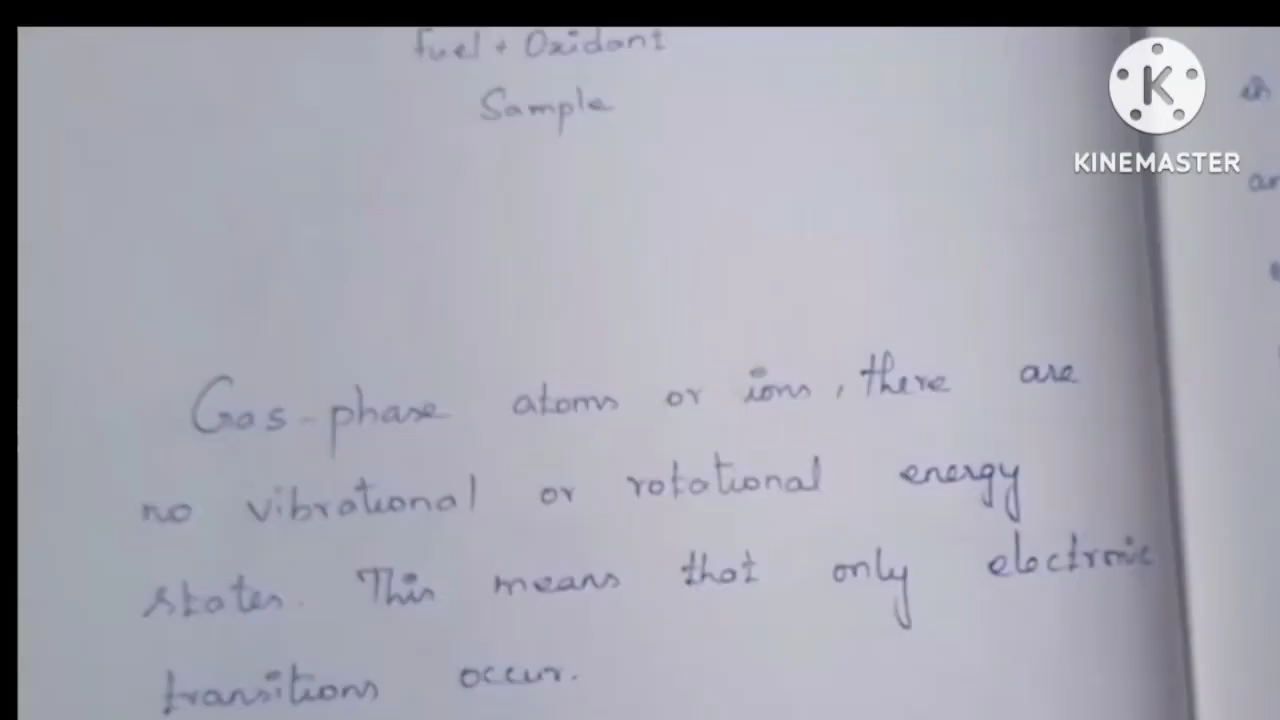 Fuel + Oxidant
Sample
K
KINEMASTER
Gas-phase atoms or ions, there are
no vibrational or rotational energy
states. This means that only electronic
transitions occur.